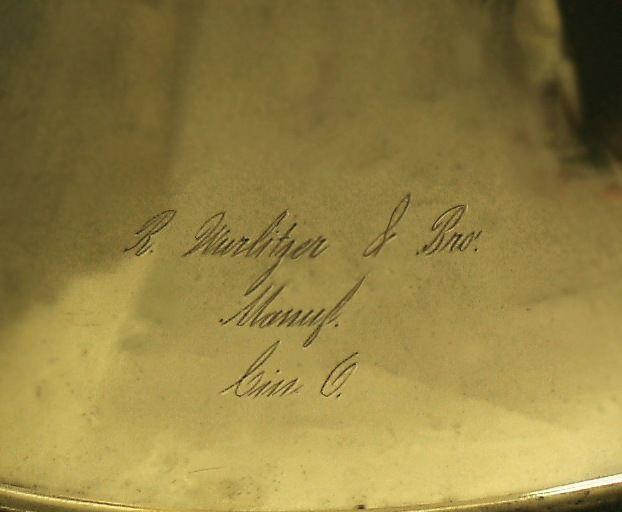 R. Wurlitzer & Bro.
Manuf.
Cin. O.